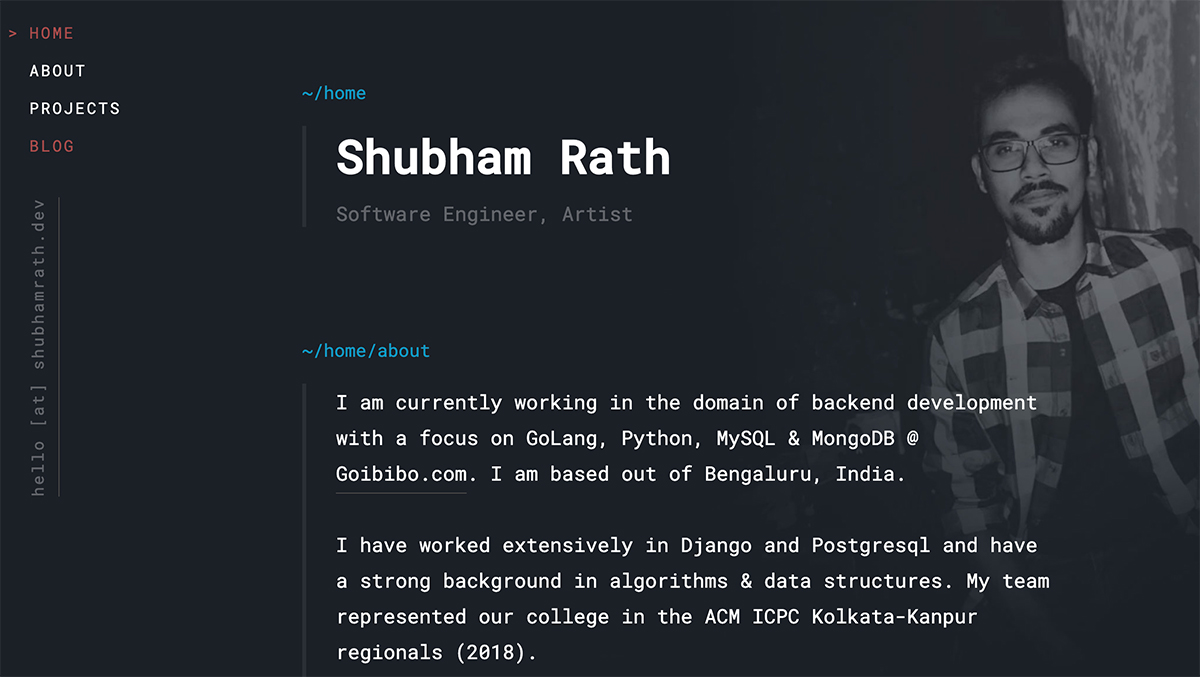 > HOME
ABOUT
PROJECTS
BLOG
hello [at] shubhamrath.dev
~/home
Shubham Rath
Software Engineer, Artist
~/home/about
I am currently working in the domain of backend development
with a focus on GoLang, Python, MySQL & MongoDB @
Goibibo.com. I am based out of Bengaluru, India.
I have worked extensively in Django and Postgresql and have
a strong background in algorithms & data structures. My team
represented our college in the ACM ICPC Kolkata-Kanpur
regionals (2018).